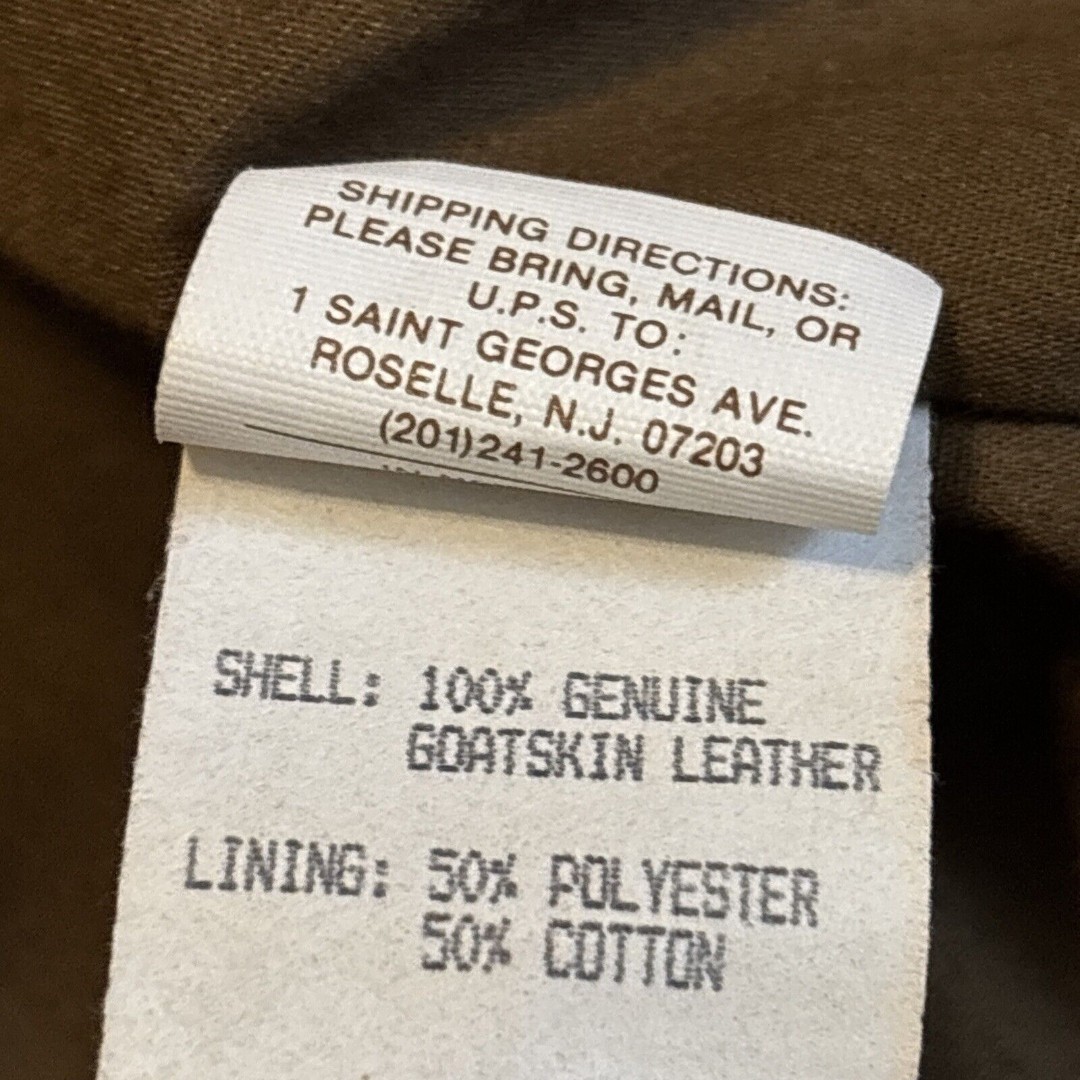 SHIPPING DIRECTIONS:
PLEASE BRING, MAIL, OR
U.P.S. TO:
1 SAINT GEORGES AVE.
ROSELLE, N.J. 07203
(201)241-2600
SHELL: 100% GENUINE
GOATSKIN LEATHER
LINING: 50% POLYESTER
50% COTTON